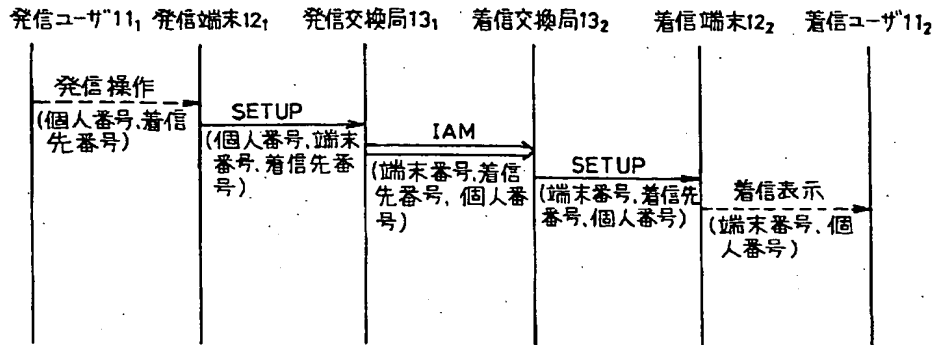 発信ユーザ11₁ 発信端末12₁ 発信交換局13₁ 着信交換局13₂ 着信端末12₂ 着信ユーザ11₂
発信操作
(個人番号、着信
先番号)
SETUP
(個人番号、端末
番号、着信先番
号)
IAM
(端末番号、着信
先番号、個人番
号)
SETUP
(端末番号、着信先
番号、個人番号)
着信表示
(端末番号、個
人番号)